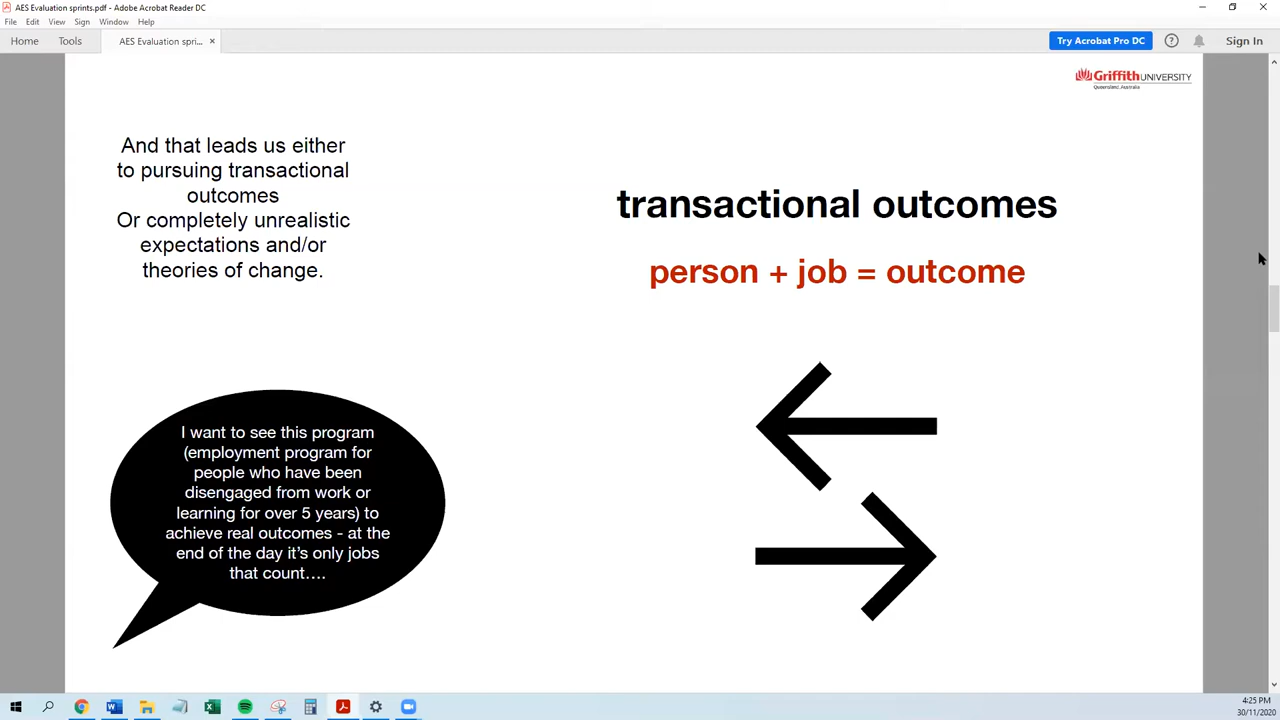 AES Evaluation sprints.pdf - Adobe Acrobat Reader DC
File Edit View Sign Window Help
Home Tools AES Evaluation spri... × Try Acrobat Pro DC Sign In
Griffith UNIVERSITY
Queensland, Australia
And that leads us either
to pursuing transactional
outcomes
Or completely unrealistic
expectations and/or
theories of change.
transactional outcomes
person + job = outcome
I want to see this program
(employment program for
people who have been
disengaged from work or
learning for over 5 years) to
achieve real outcomes - at the
end of the day it’s only jobs
that count….
4:25 PM
30/11/2020